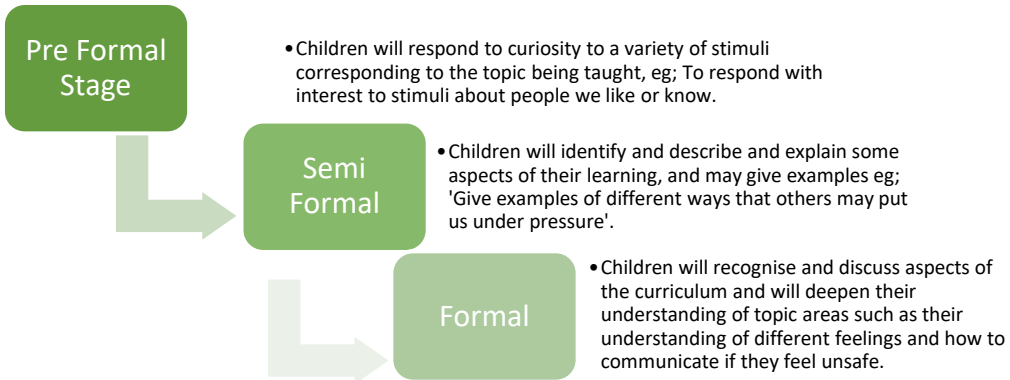 Pre Formal
Stage
•Children will respond to curiosity to a variety of stimuli
corresponding to the topic being taught, eg; To respond with
interest to stimuli about people we like or know.
Semi
Formal
•Children will identify and describe and explain some
aspects of their learning, and may give examples eg;
'Give examples of different ways that others may put
us under pressure'.
Formal
•Children will recognise and discuss aspects of
the curriculum and will deepen their
understanding of topic areas such as their
understanding of different feelings and how to
communicate if they feel unsafe.